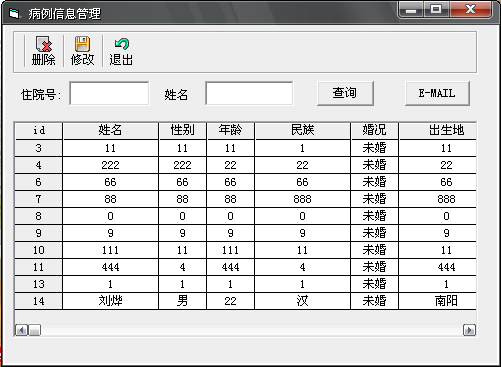 病例信息管理
删除 修改 退出
住院号: 姓名 查询 E-MAIL
id 姓名 性别 年龄 民族 婚况 出生地
3 11 11 11 1 未婚 11
4 222 222 22 22 未婚 22
6 66 66 66 66 未婚 66
7 88 88 88 888 未婚 888
8 0 0 0 0 未婚 0
9 9 9 9 9 未婚 9
10 111 11 111 11 未婚 11
11 444 4 444 4 未婚 444
13 1 1 1 1 未婚 1
14 刘烨 男 22 汉 未婚 南阳